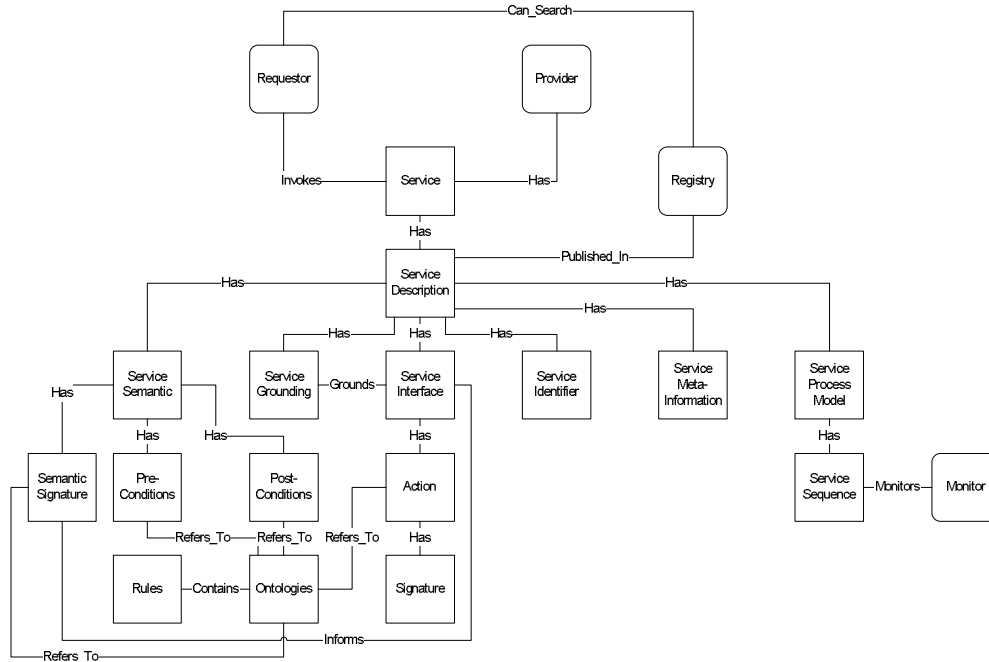 Can_Search
Requestor
Provider
Invokes
Service
Has
Registry
Has
Published_In
Service
Description
Has
Has
Has
Has
Has
Has
Service
Semantic
Service
Grounding
Grounds
Service
Interface
Service
Identifier
Service
Meta-
Information
Service
Process
Model
Has
Has
Has
Has
Has
Semantic
Signature
Pre-
Conditions
Post-
Conditions
Action
Service
Sequence
Monitors
Monitor
Refers_To
Refers_To
Refers_To
Has
Rules
Contains
Ontologies
Signature
Informs
Refers_To